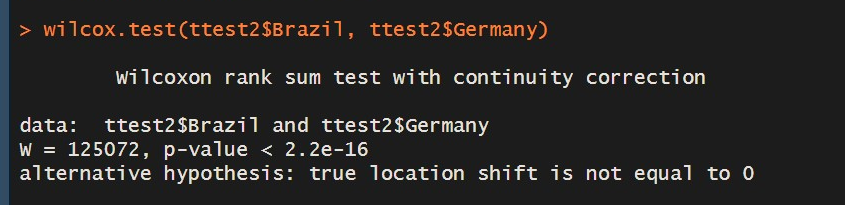 > wilcox.test(ttest2$Brazil, ttest2$Germany)
Wilcoxon rank sum test with continuity correction
data:  ttest2$Brazil and ttest2$Germany
W = 125072, p-value < 2.2e-16
alternative hypothesis: true location shift is not equal to 0